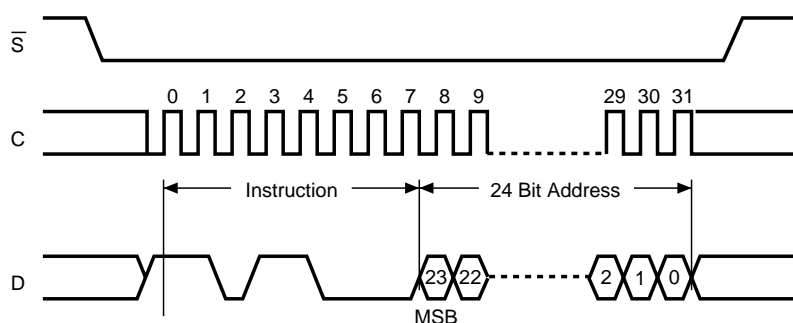 S
0 1 2 3 4 5 6 7 8 9 29 30 31
C
Instruction 24 Bit Address
D 23 22 2 1 0
MSB